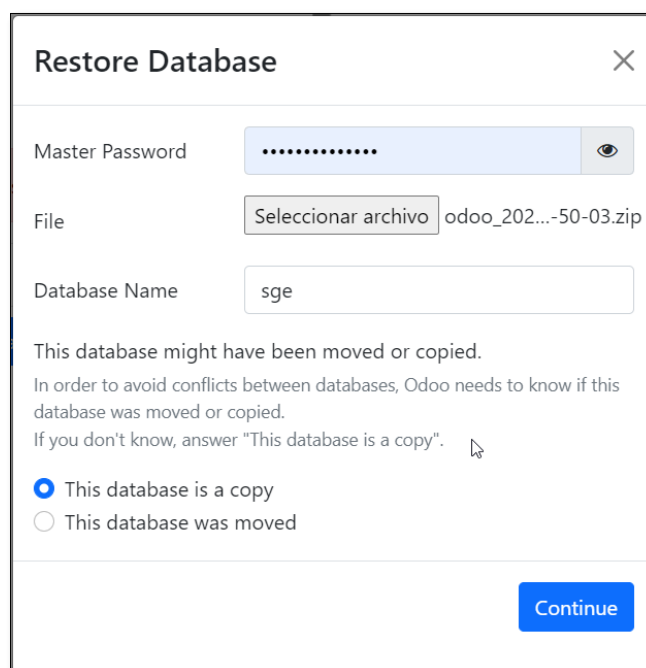 Restore Database
Master Password ••••••••••••••
File Seleccionar archivo odoo_202...-50-03.zip
Database Name sge
This database might have been moved or copied.
In order to avoid conflicts between databases, Odoo needs to know if this
database was moved or copied.
If you don't know, answer "This database is a copy".
This database is a copy
This database was moved
Continue